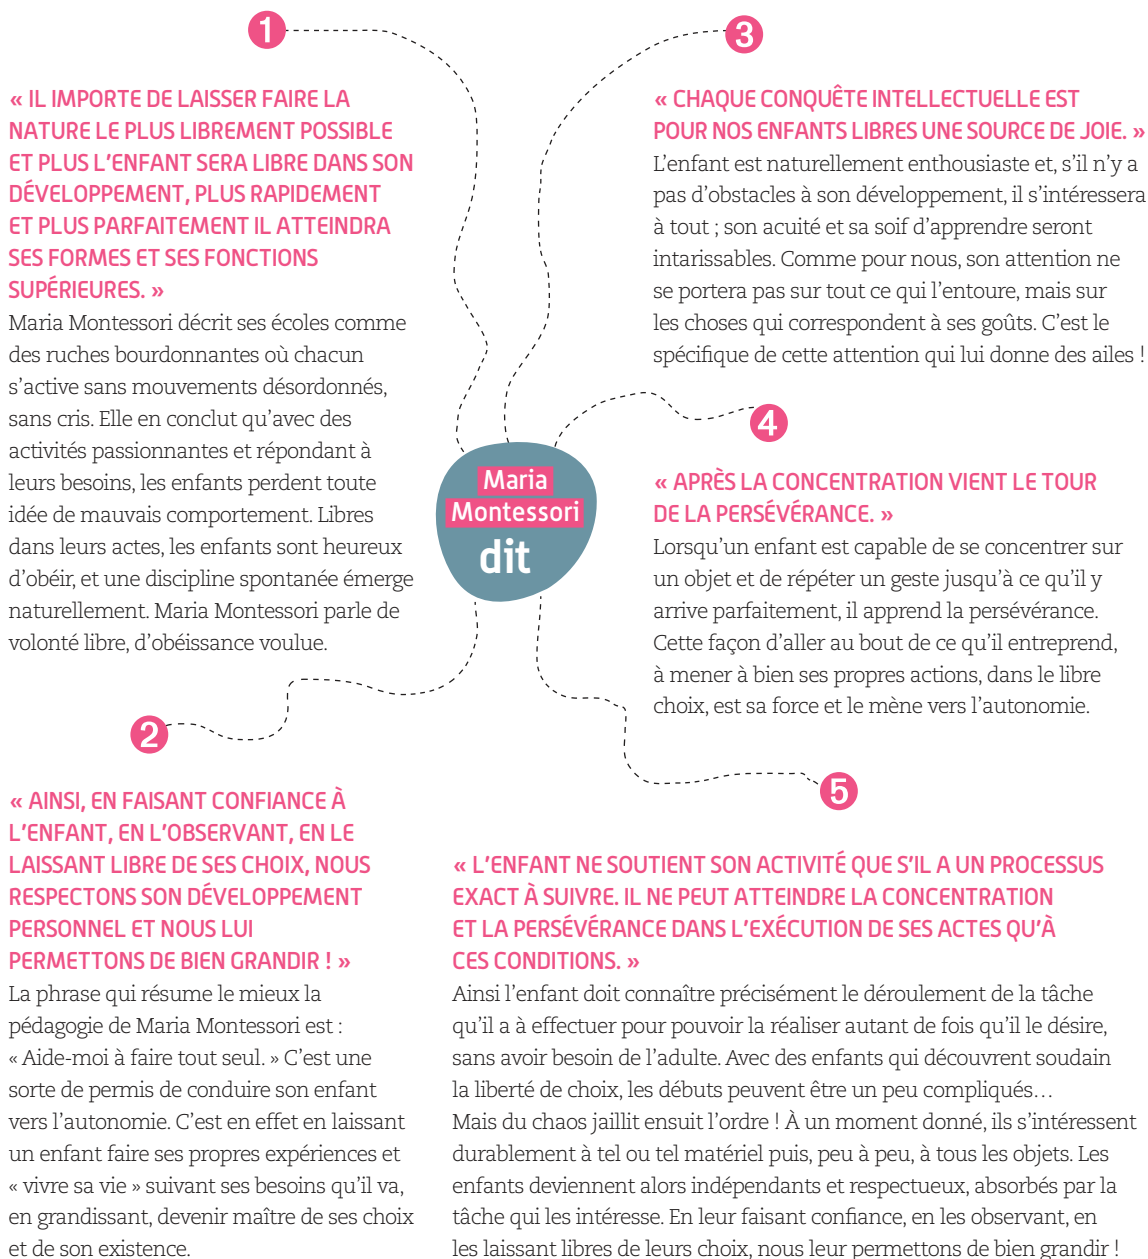 1
« IL IMPORTE DE LAISSER FAIRE LA
NATURE LE PLUS LIBREMENT POSSIBLE
ET PLUS L'ENFANT SERA LIBRE DANS SON
DÉVELOPPEMENT, PLUS RAPIDEMENT
ET PLUS PARFAITEMENT IL ATTEINDRA
SES FORMES ET SES FONCTIONS
SUPÉRIEURES. »
Maria Montessori décrit ses écoles comme
des ruches bourdonnantes où chacun
s'active sans mouvements désordonnés,
sans cris. Elle en conclut qu'avec des
activités passionnantes et répondant à
leurs besoins, les enfants perdent toute
idée de mauvais comportement. Libres
dans leurs actes, les enfants sont heureux
d'obéir, et une discipline spontanée émerge
naturellement. Maria Montessori parle de
volonté libre, d'obéissance voulue.
Maria
Montessori
dit
2
« AINSI, EN FAISANT CONFIANCE À
L'ENFANT, EN L'OBSERVANT, EN LE
LAISSANT LIBRE DE SES CHOIX, NOUS
RESPECTONS SON DÉVELOPPEMENT
PERSONNEL ET NOUS LUI
PERMETTONS DE BIEN GRANDIR ! »
La phrase qui résume le mieux la
pédagogie de Maria Montessori est :
« Aide-moi à faire tout seul. » C'est une
sorte de permis de conduire son enfant
vers l'autonomie. C'est en effet en laissant
un enfant faire ses propres expériences et
« vivre sa vie » suivant ses besoins qu'il va,
en grandissant, devenir maître de ses choix
et de son existence.
3
« CHAQUE CONQUÊTE INTELLECTUELLE EST
POUR NOS ENFANTS LIBRES UNE SOURCE DE JOIE. »
L'enfant est naturellement enthousiaste et, s'il n'y a
pas d'obstacles à son développement, il s'intéressera
à tout ; son acuité et sa soif d'apprendre seront
intarissables. Comme pour nous, son attention ne
se portera pas sur tout ce qui l'entoure, mais sur
les choses qui correspondent à ses goûts. C'est le
spécifique de cette attention qui lui donne des ailes !
4
« APRÈS LA CONCENTRATION VIENT LE TOUR
DE LA PERSÉVÉRANCE. »
Lorsqu'un enfant est capable de se concentrer sur
un objet et de répéter un geste jusqu'à ce qu'il y
arrive parfaitement, il apprend la persévérance.
Cette façon d'aller au bout de ce qu'il entreprend,
à mener à bien ses propres actions, dans le libre
choix, est sa force et le mène vers l'autonomie.
5
« L'ENFANT NE SOUTIENT SON ACTIVITÉ QUE S'IL A UN PROCESSUS
EXACT À SUIVRE. IL NE PEUT ATTEINDRE LA CONCENTRATION
ET LA PERSÉVÉRANCE DANS L'EXÉCUTION DE SES ACTES QU'À
CES CONDITIONS. »
Ainsi l'enfant doit connaître précisément le déroulement de la tâche
qu'il a à effectuer pour pouvoir la réaliser autant de fois qu'il le désire,
sans avoir besoin de l'adulte. Avec des enfants qui découvrent soudain
la liberté de choix, les débuts peuvent être un peu compliqués…
Mais du chaos jaillit ensuit l'ordre ! À un moment donné, ils s'intéressent
durablement à tel ou tel matériel puis, peu à peu, à tous les objets. Les
enfants deviennent alors indépendants et respectueux, absorbés par la
tâche qui les intéresse. En leur faisant confiance, en les observant, en
les laissant libres de leurs choix, nous leur permettons de bien grandir !